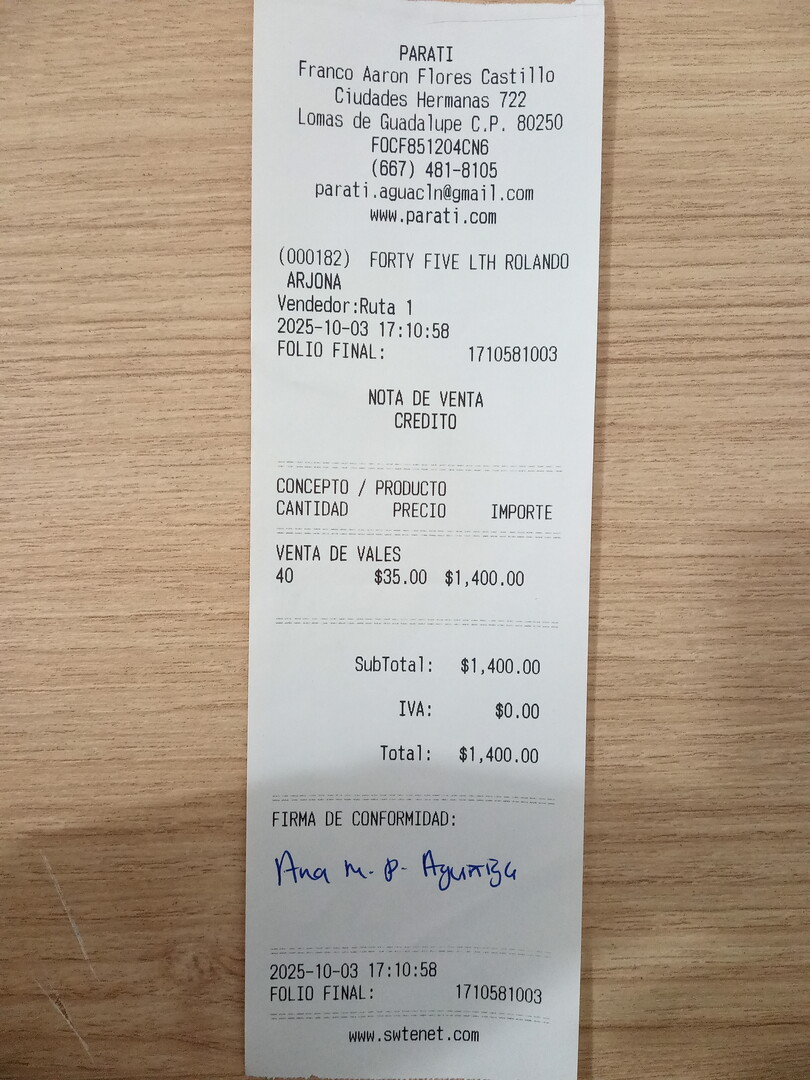 PARATI
Franco Aaron Flores Castillo
Ciudades Hermanas 722
Lomas de Guadalupe C.P. 80250
FOCF851204CN6
(667) 481-8105
parati.aguacln@gmail.com
www.parati.com
(000182) FORTY FIVE LTH ROLANDO
ARJONA
Vendedor:Ruta 1
2025-10-03 17:10:58
FOLIO FINAL: 1710581003
NOTA DE VENTA
CREDITO
CONCEPTO / PRODUCTO
CANTIDAD PRECIO IMPORTE
VENTA DE VALES
40 $35.00 $1,400.00
SubTotal: $1,400.00
IVA: $0.00
Total: $1,400.00
FIRMA DE CONFORMIDAD:
Ana M. P.
2025-10-03 17:10:58
FOLIO FINAL: 1710581003
www.swtenet.com